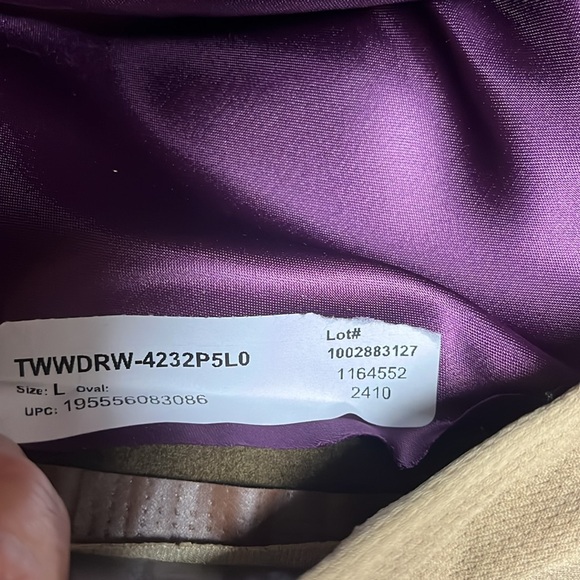 TWWDRW-4232P5L0
Size: L Oval:
UPC: 195556083086
Lot#
1002883127
1164552
2410